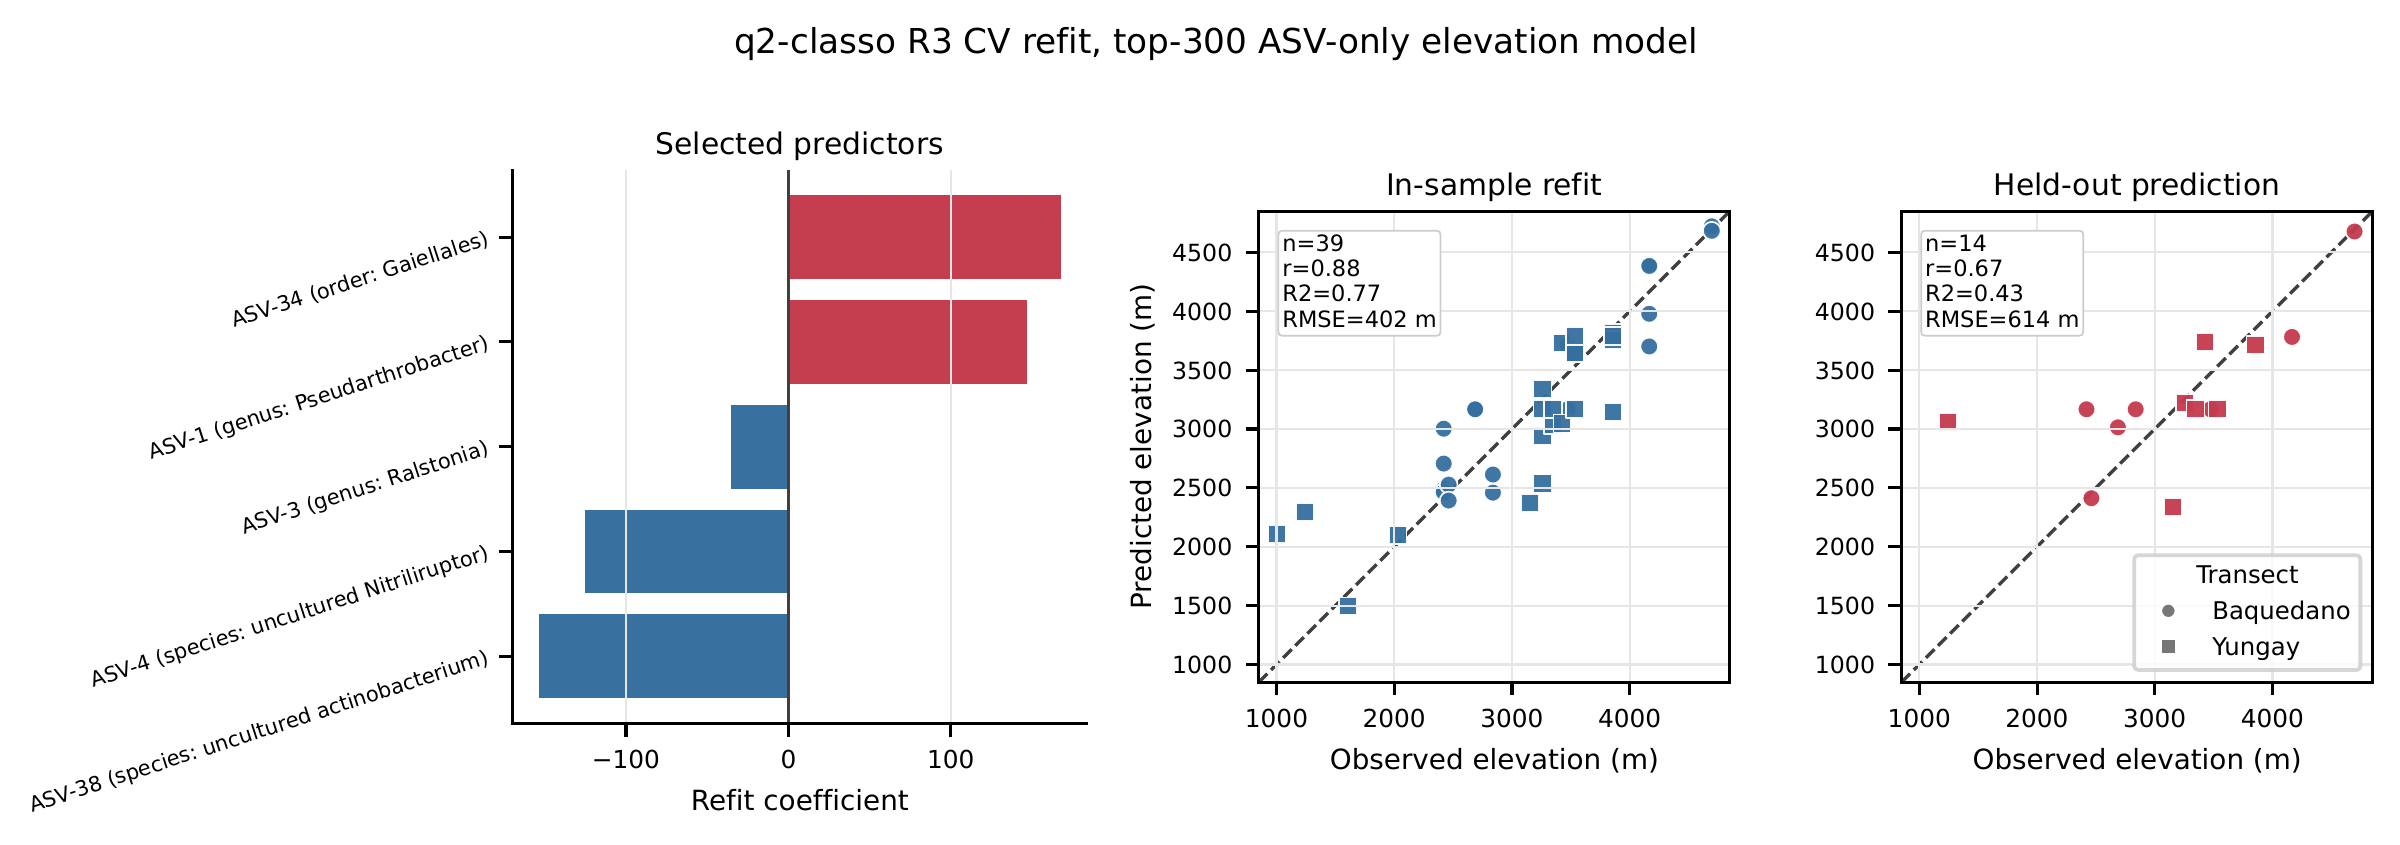 q2-classo R3 CV refit, top-300 ASV-only elevation model
Selected predictors
ASV-34 (order: Gaiellales)
ASV-1 (genus: Pseudarthrobacter)
ASV-3 (genus: Ralstonia)
ASV-4 (species: uncultured Nitriliruptor)
ASV-38 (species: uncultured actinobacterium)
−100
0
100
Refit coefficient
In-sample refit
n=39
r=0.88
R2=0.77
RMSE=402 m
Predicted elevation (m)
4500
4000
3500
3000
2500
2000
1500
1000
1000
2000
3000
4000
Observed elevation (m)
Held-out prediction
n=14
r=0.67
R2=0.43
RMSE=614 m
4500
4000
3500
3000
2500
2000
1500
1000
Transect
Baquedano
Yungay
1000
2000
3000
4000
Observed elevation (m)